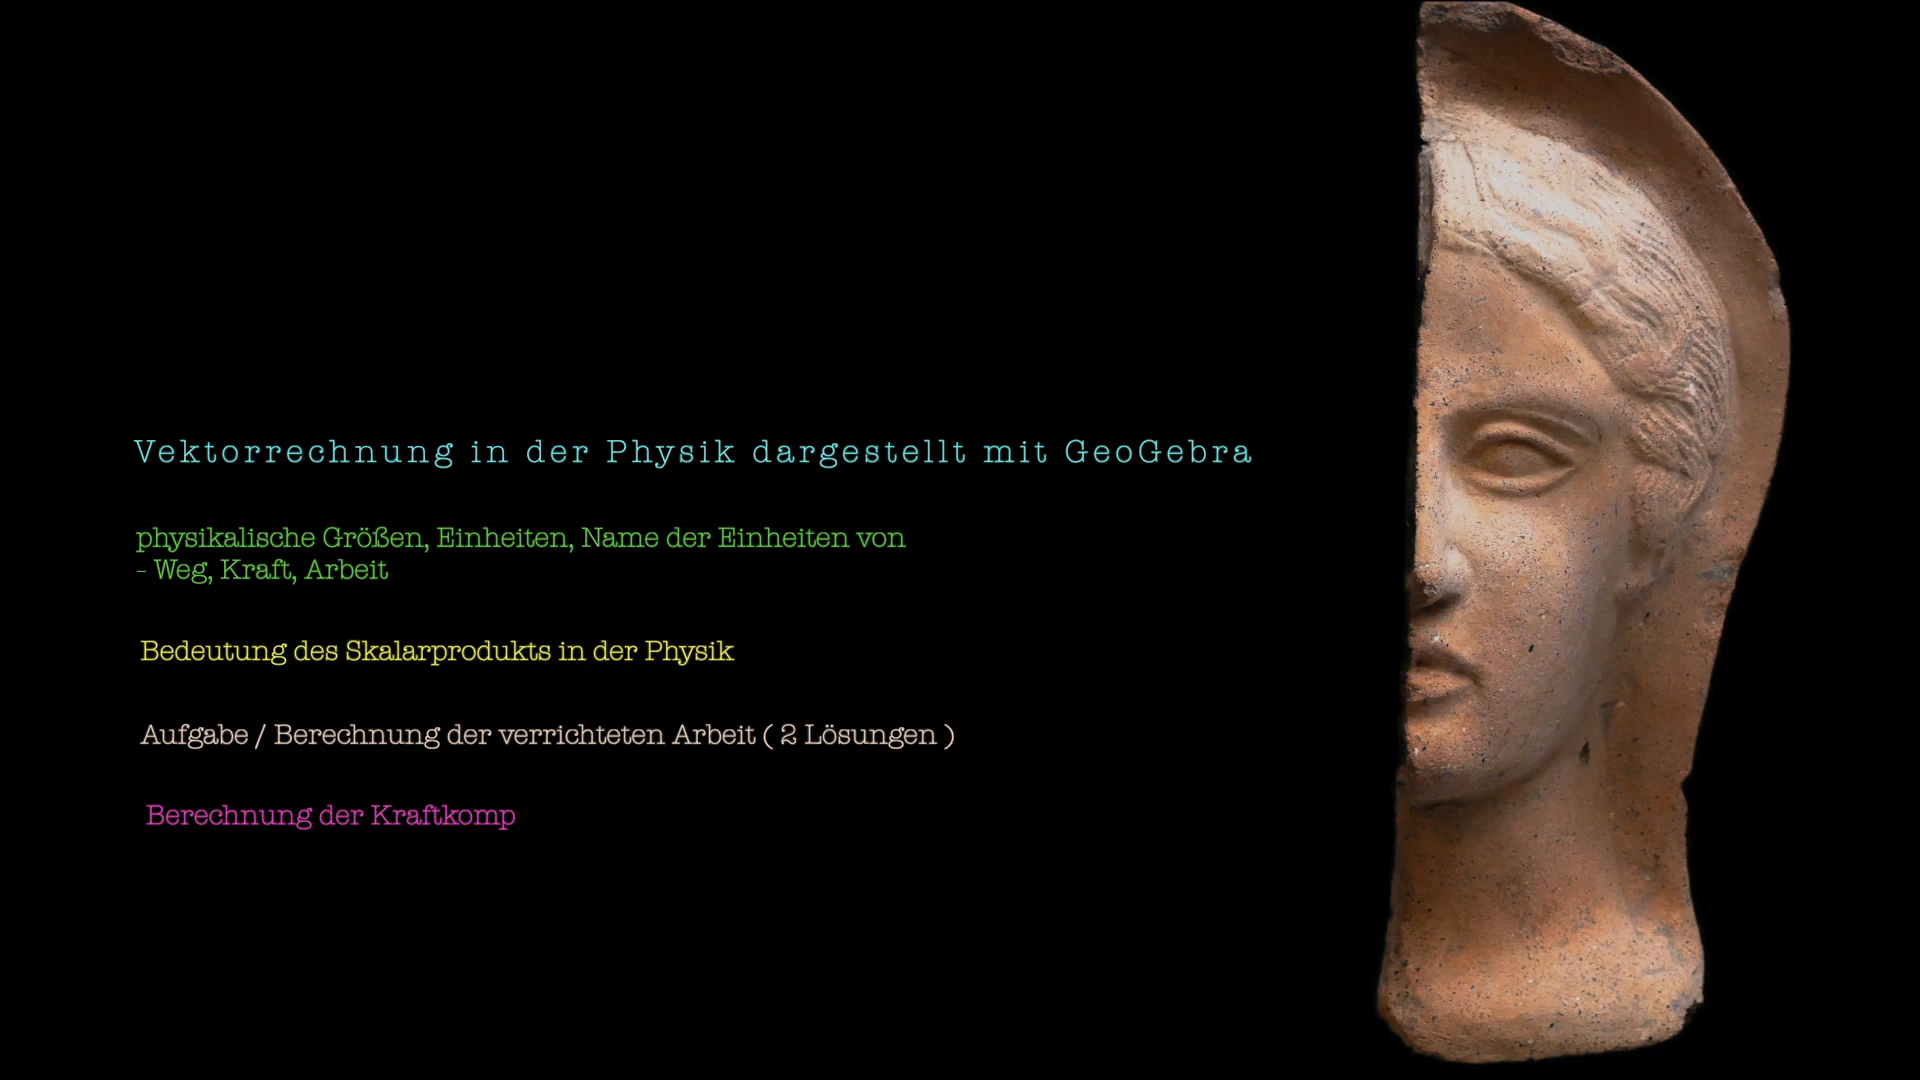 Vektorrechnung in der Physik dargestellt mit GeoGebra
physikalische Größen, Einheiten, Name der Einheiten von
- Weg, Kraft, Arbeit
Bedeutung des Skalarprodukts in der Physik
Aufgabe / Berechnung der verrichteten Arbeit ( 2 Lösungen )
Berechnung der Kraftkomp